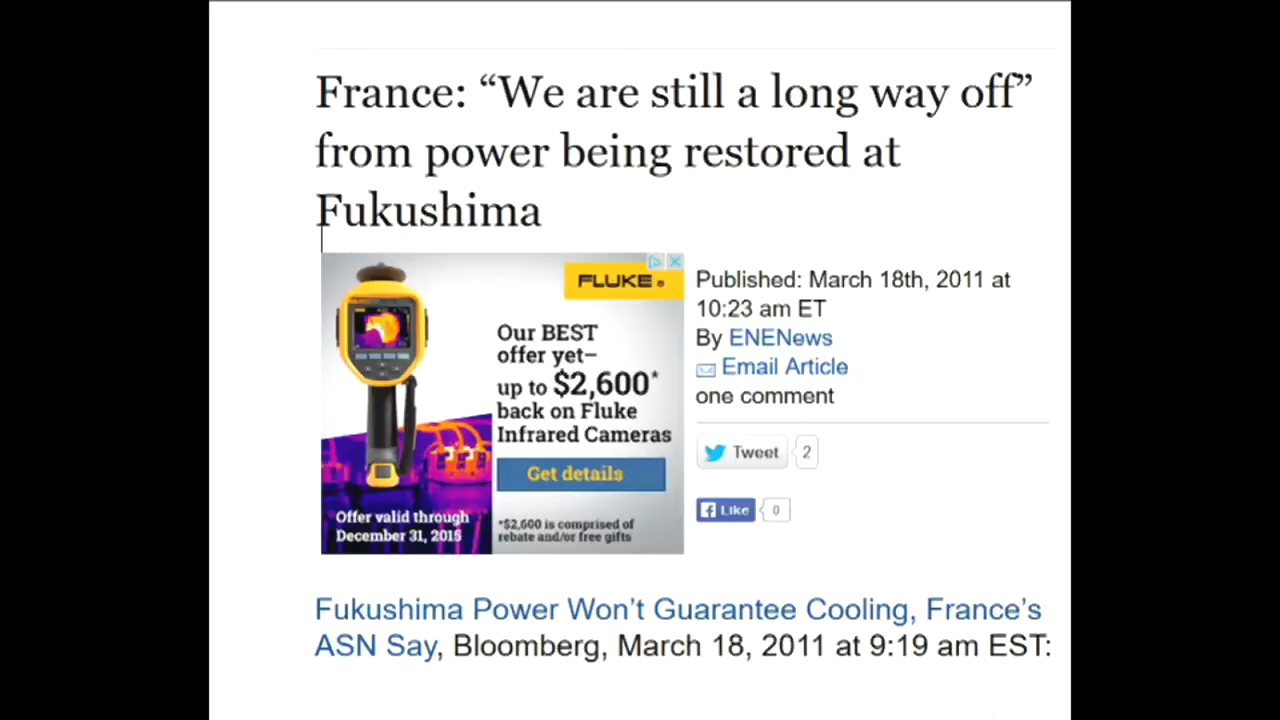 France: “We are still a long way off”
from power being restored at
Fukushima
FLUKE®
Our BEST
offer yet–
up to $2,600*
back on Fluke
Infrared Cameras
Get details
Offer valid through
December 31, 2015
*$2,600 is comprised of
rebate and/or free gifts
Published: March 18th, 2011 at
10:23 am ET
By ENENews
Email Article
one comment
Tweet 2
Like 0
Fukushima Power Won’t Guarantee Cooling, France’s
ASN Say, Bloomberg, March 18, 2011 at 9:19 am EST: